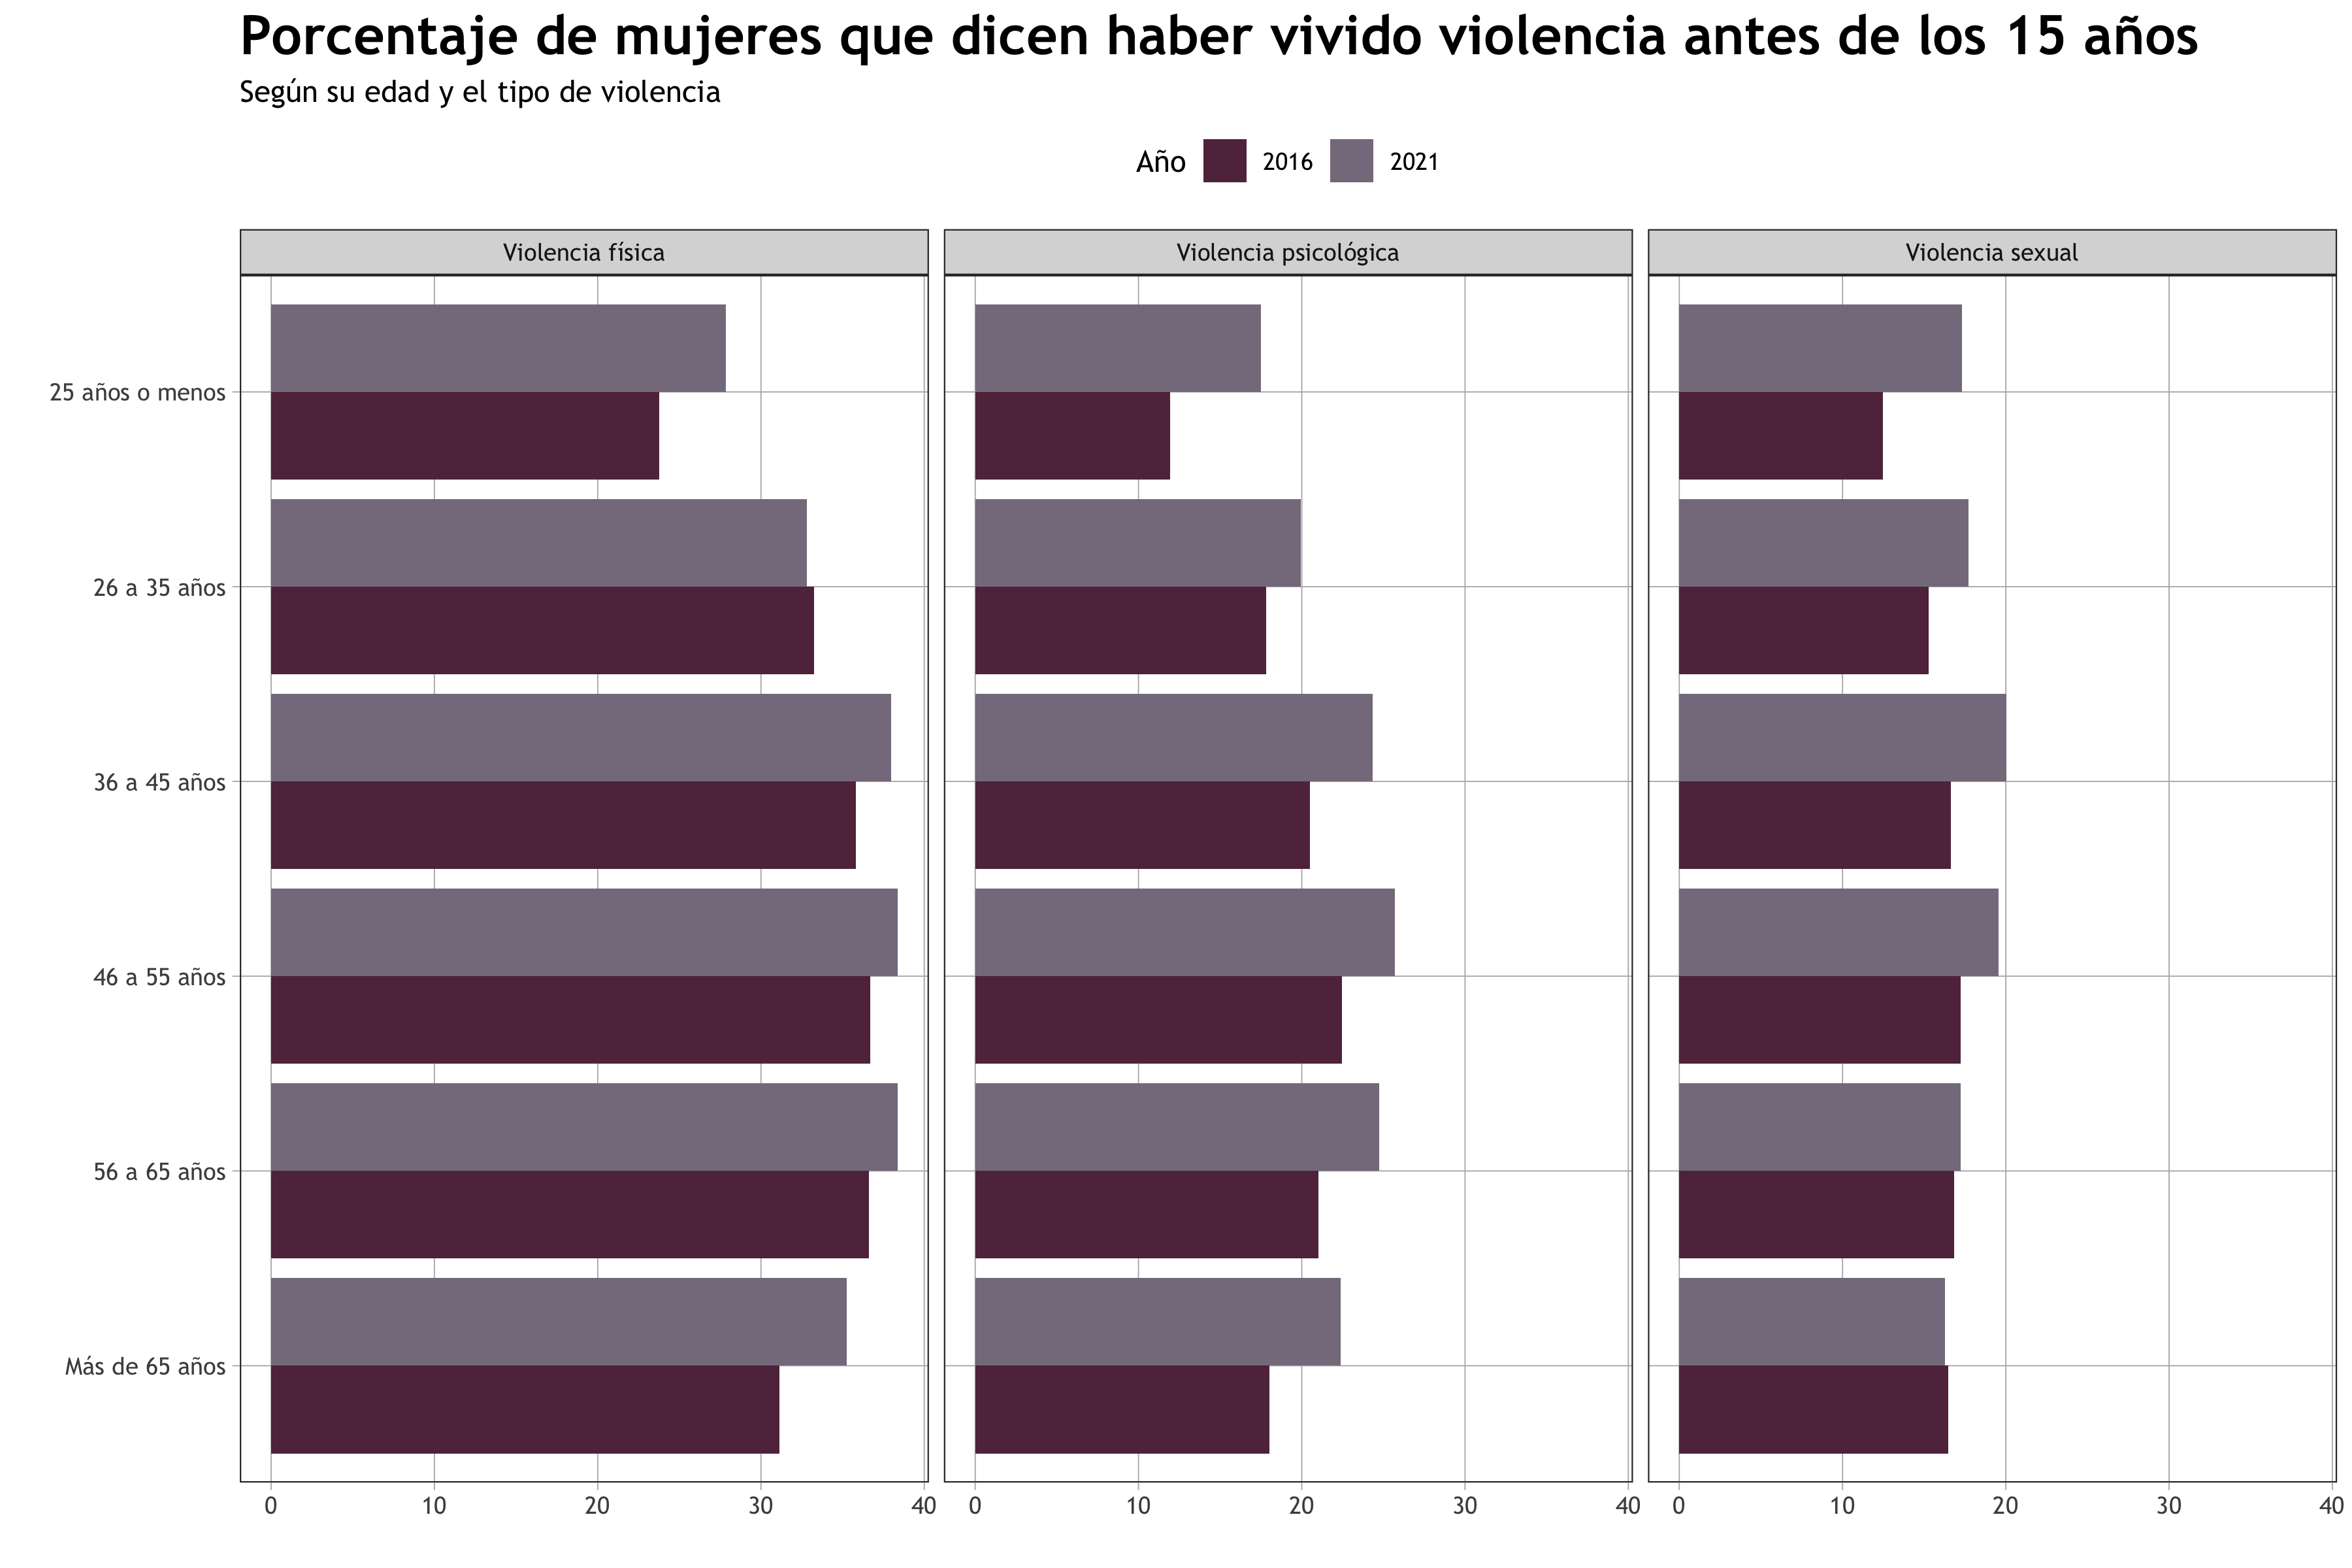 Porcentaje de mujeres que dicen haber vivido violencia antes de los 15 años
Según su edad y el tipo de violencia
Año 2016 2021
Violencia física Violencia psicológica Violencia sexual
25 años o menos
26 a 35 años
36 a 45 años
46 a 55 años
56 a 65 años
Más de 65 años
0 10 20 30 40 0 10 20 30 40 0 10 20 30 40